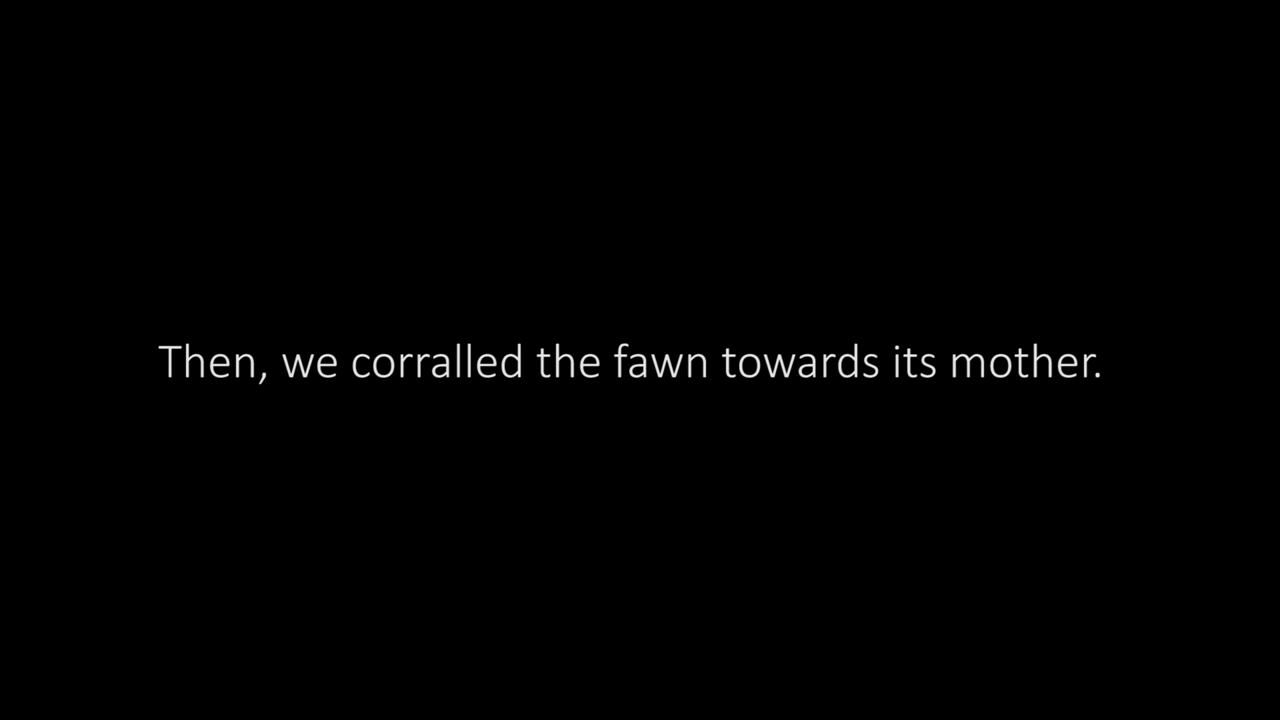 Then, we corralled the fawn towards its mother.